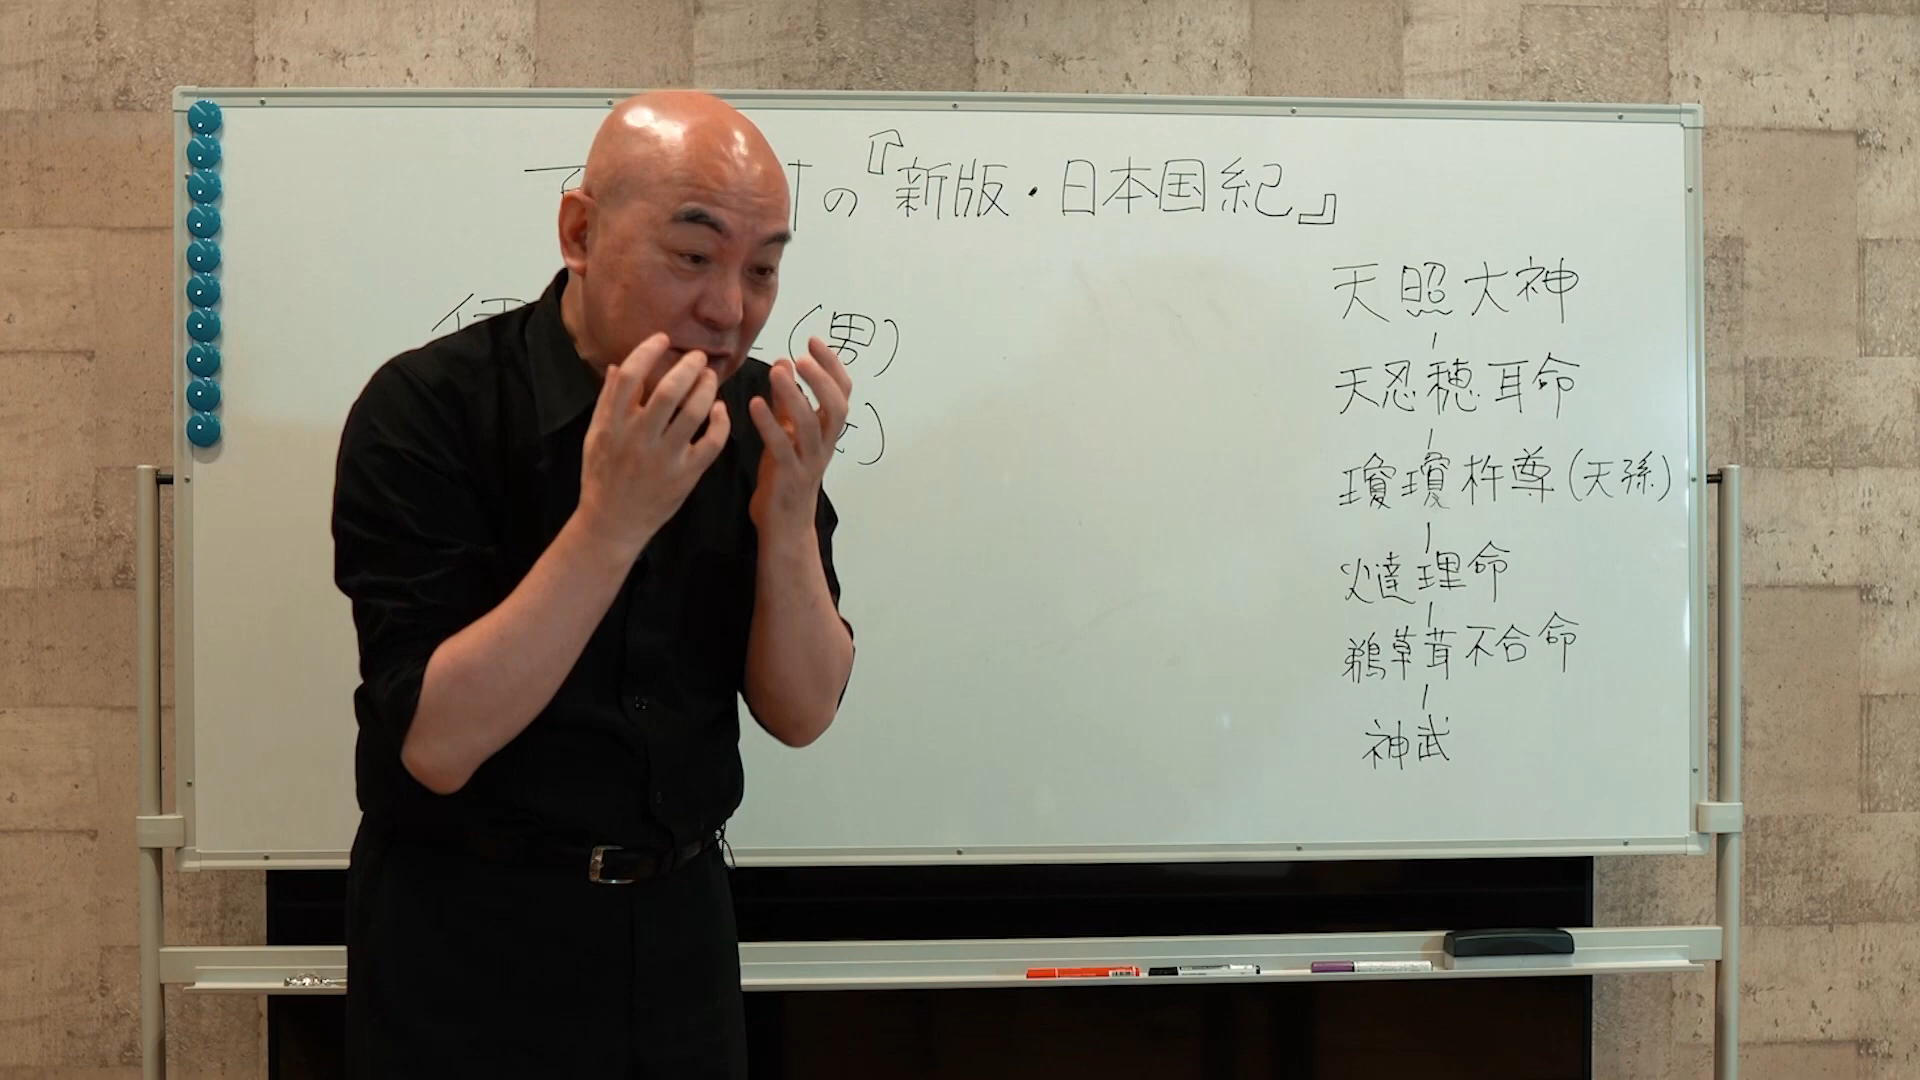 の『新版・日本国紀』
(男)
天照大神
天忍穂耳命
瓊瓊杵尊(天孫)
火遠理命
鵜草茸不合命
神武